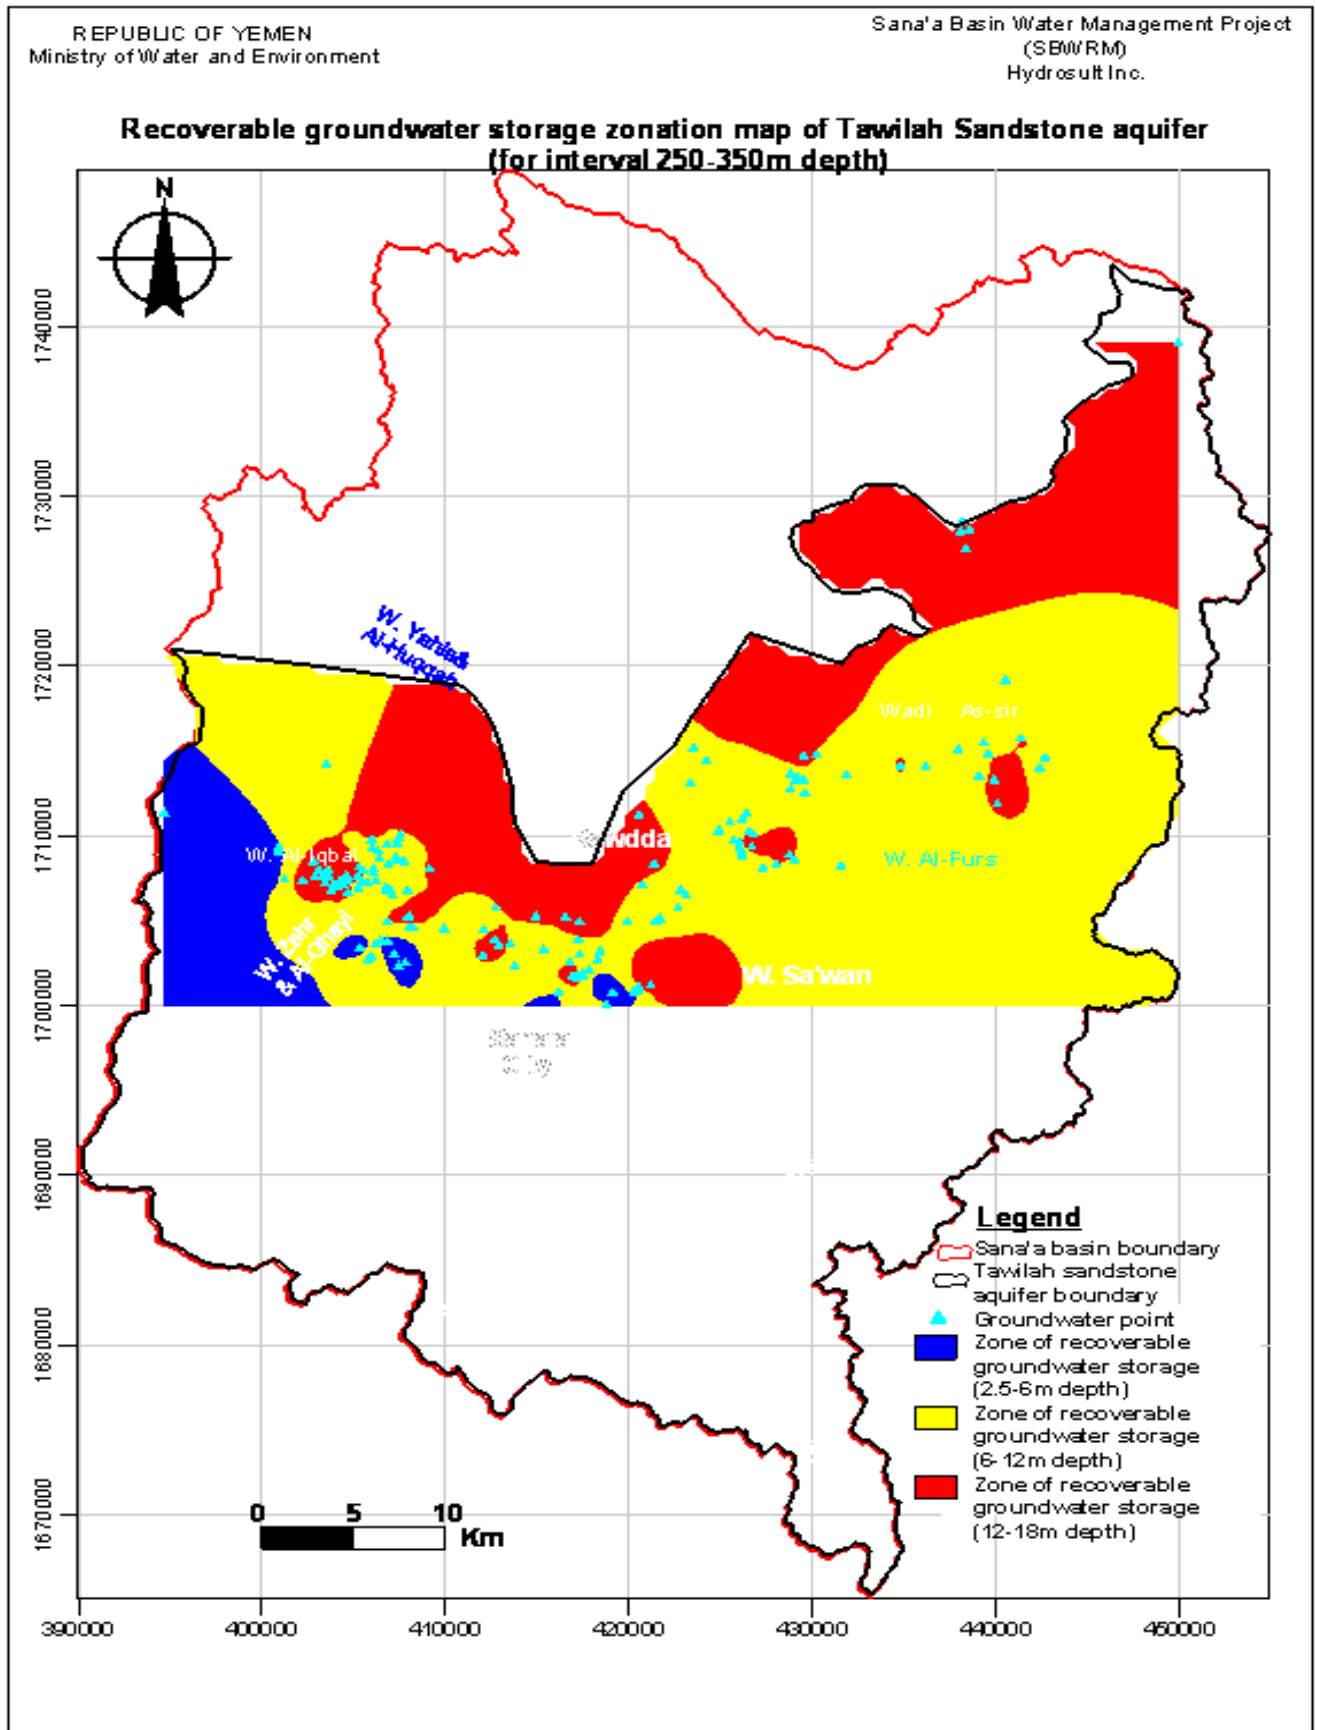 REPUBLIC OF YEMEN
Ministry of Water and Environment
Sana'a Basin Water Management Project
(SBWRM)
Hydrosult Inc.
Recoverable groundwater storage zonation map of Tawilah Sandstone aquifer
(for interval 250-350m depth)
N
1740000
1730000
1720000
1710000
1700000
1690000
1680000
1670000
W. Yahia&
Al-Huqqah
Wadi As-sir
wdda
W. Al-Iqbal
W. Al-Furs
W. Zahr
& Al-Ghayl
W. Sa'wan
Legend
Sana'a basin boundary
Tawilah sandstone
aquifer boundary
Groundwater point
Zone of recoverable
groundwater storage
(2.5-6m depth)
Zone of recoverable
groundwater storage
(6-12m depth)
Zone of recoverable
groundwater storage
(12-18m depth)
0 5 10
Km
390000 400000 410000 420000 430000 440000 450000